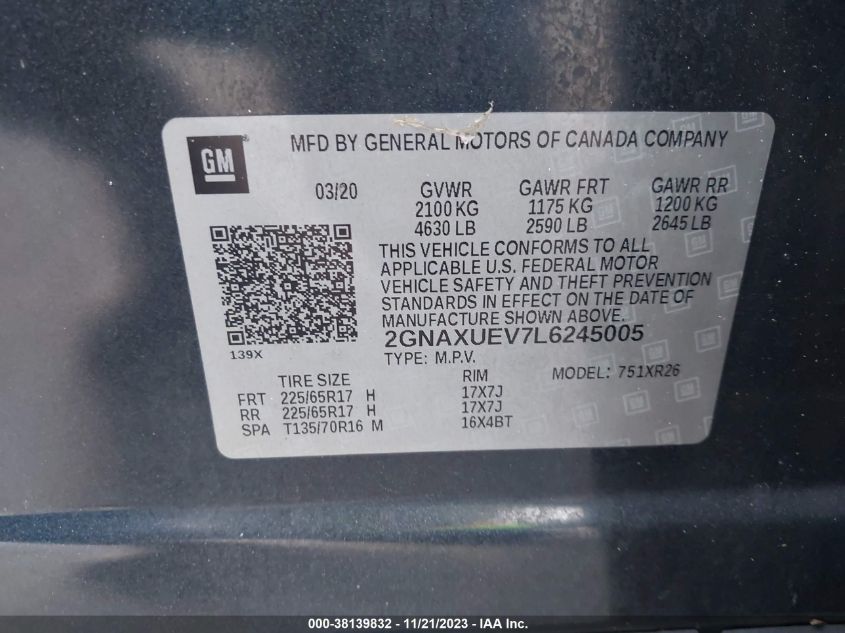 GM
MFD BY GENERAL MOTORS OF CANADA COMPANY
03/20 GVWR GAWR FRT GAWR RR
2100 KG 1175 KG 1200 KG
4630 LB 2590 LB 2645 LB
THIS VEHICLE CONFORMS TO ALL
APPLICABLE U.S. FEDERAL MOTOR
VEHICLE SAFETY AND THEFT PREVENTION
STANDARDS IN EFFECT ON THE DATE OF
MANUFACTURE SHOWN ABOVE.
139X
2GNAXUEV7L6245005
TYPE: M.P.V.
MODEL: 751XR26
TIRE SIZE RIM
FRT 225/65R17 H 17X7J
RR 225/65R17 H 17X7J
SPA T135/70R16 M 16X4BT
000-38139832 - 11/21/2023 - IAA Inc.